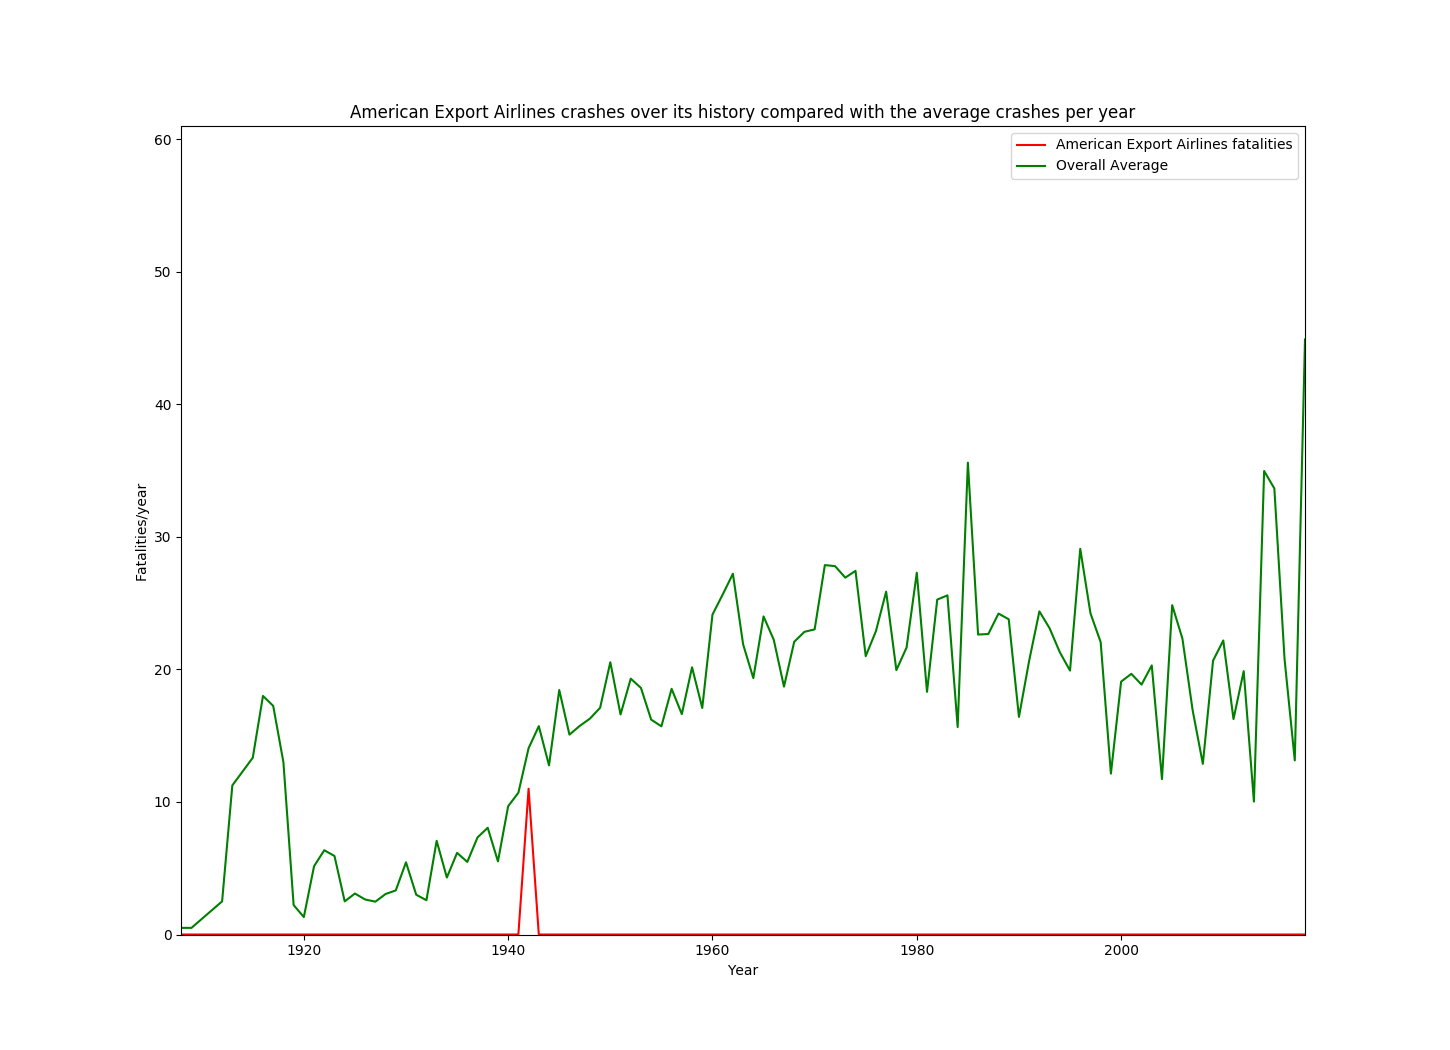 American Export Airlines crashes over its history compared with the average crashes per year
American Export Airlines fatalities
Overall Average
60
50
40
30
20
10
0
Fatalities/year
1920 1940 1960 1980 2000
Year